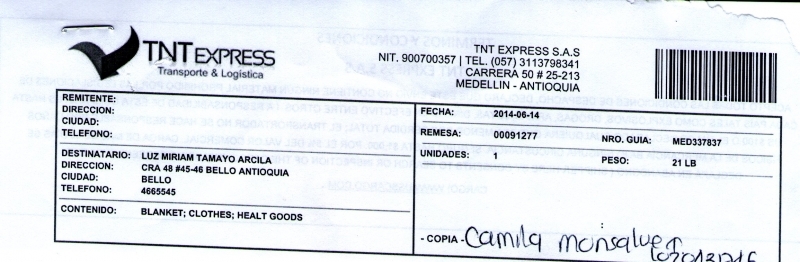 TNT EXPRESS
Transporte & Logística
TNT EXPRESS S.A.S
NIT. 900700357 | TEL. (057) 3113798341
CARRERA 50 # 25-213
MEDELLIN - ANTIOQUIA
REMITENTE:
DIRECCION:
CIUDAD:
TELEFONO:
DESTINATARIO: LUZ MIRIAM TAMAYO ARCILA
DIRECCION: CRA 48 #45-46 BELLO ANTIOQUIA
CIUDAD: BELLO
TELEFONO: 4665545
CONTENIDO: BLANKET; CLOTHES; HEALT GOODS
FECHA: 2014-06-14
REMESA: 00091277 NRO. GUIA: MED337837
UNIDADES: 1 PESO: 21 LB
- COPIA - Camila monsalve